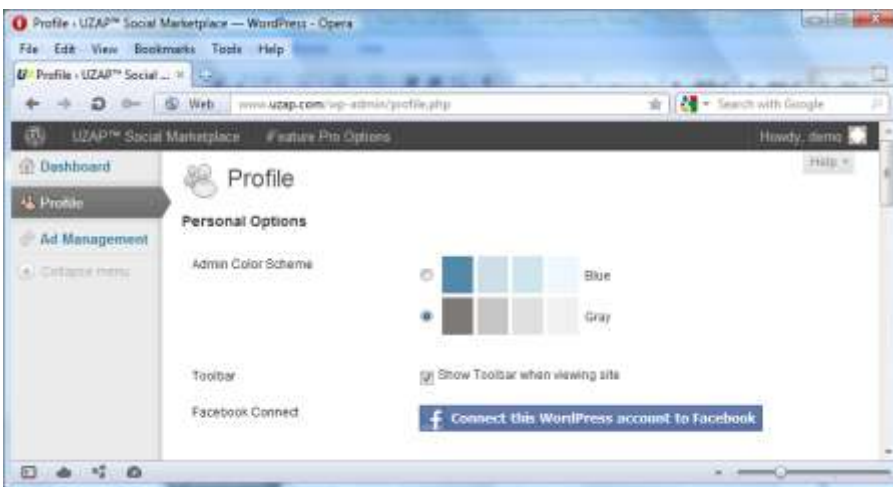 Profile ‹ UZAP™ Social Marketplace — WordPress - Opera
File Edit View Bookmarks Tools Help
Profile ‹ UZAP™ Social ...
Web www.uzap.com/wp-admin/profile.php Search with Google
UZAP™ Social Marketplace #Feature Pro Options Howdy, demo
Dashboard
Help
Profile
Profile
Personal Options
Ad Management
Admin Color Scheme
Collapse menu
Blue
Gray
Toolbar Show Toolbar when viewing site
Facebook Connect f Connect this WordPress account to Facebook